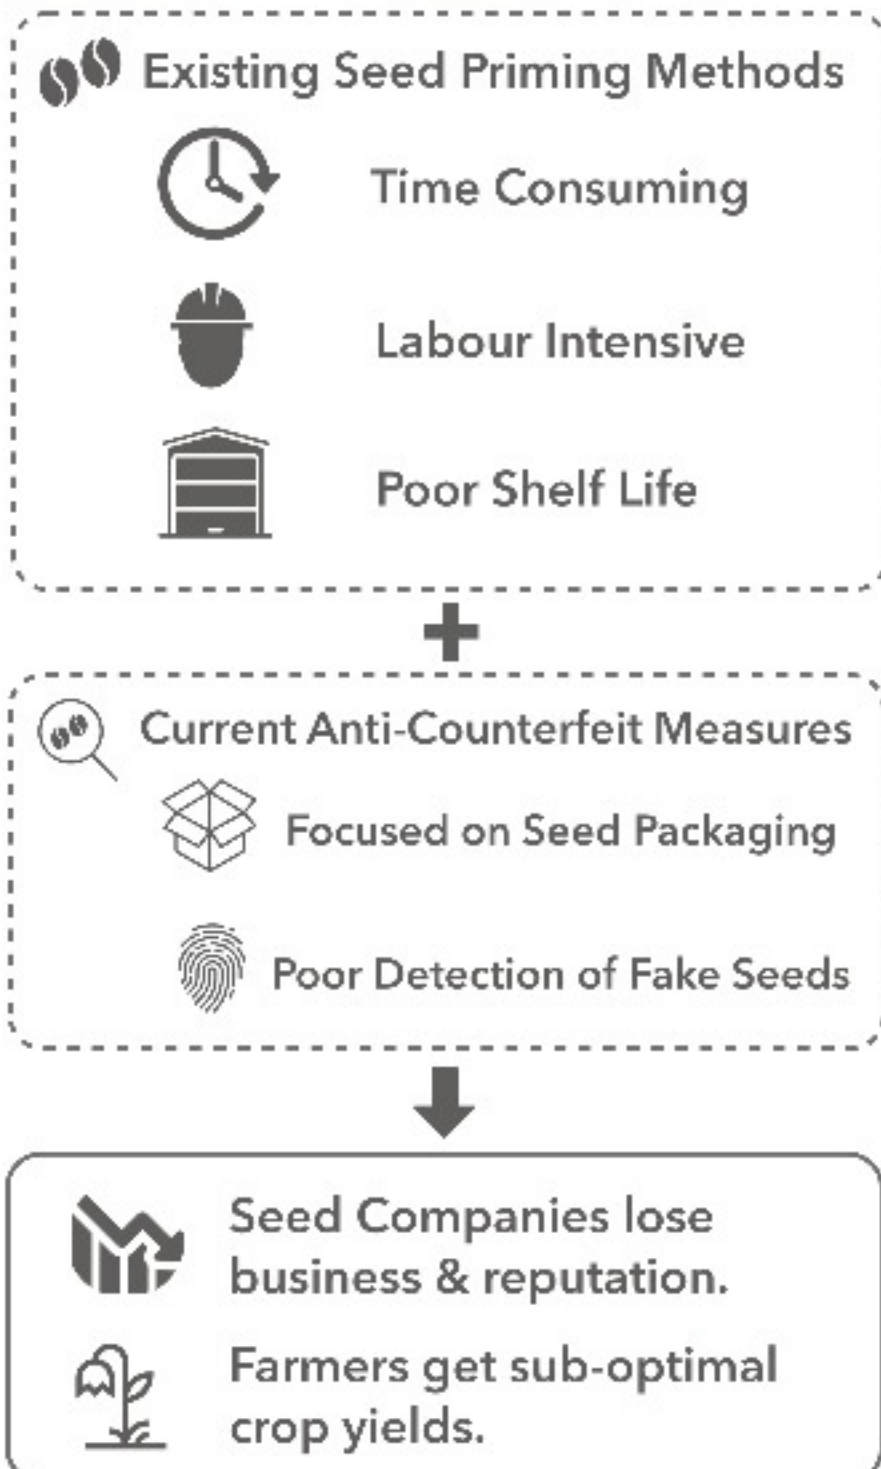 Existing Seed Priming Methods
Time Consuming
Labour Intensive
Poor Shelf Life
Current Anti-Counterfeit Measures
Focused on Seed Packaging
Poor Detection of Fake Seeds
Seed Companies lose
business & reputation.
Farmers get sub-optimal
crop yields.